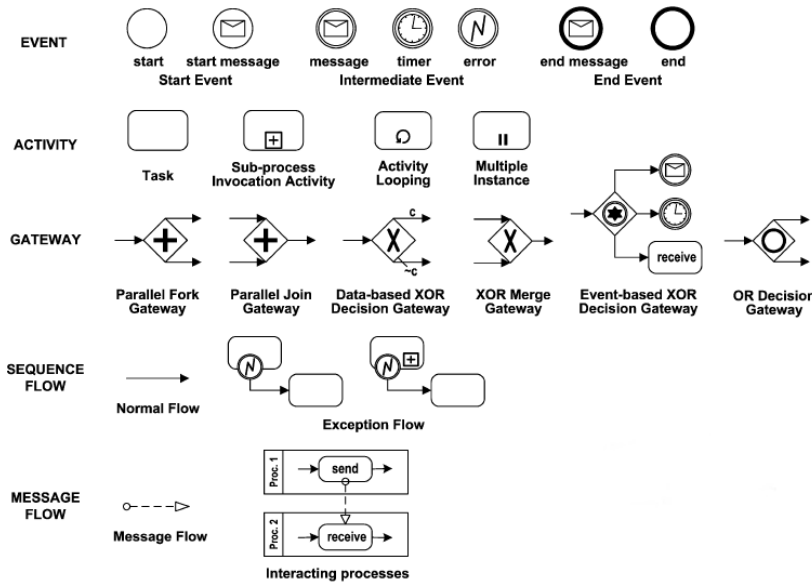 EVENT
start
start message
message
timer
error
end message
end
Start Event
Intermediate Event
End Event
ACTIVITY
Task
Sub-process
Invocation Activity
Activity
Looping
Multiple
Instance
GATEWAY
c
~c
receive
Parallel Fork
Gateway
Parallel Join
Gateway
Data-based XOR
Decision Gateway
XOR Merge
Gateway
Event-based XOR
Decision Gateway
OR Decision
Gateway
SEQUENCE
FLOW
Normal Flow
Exception Flow
MESSAGE
FLOW
Message Flow
Proc. 1
send
Proc. 2
receive
Interacting processes